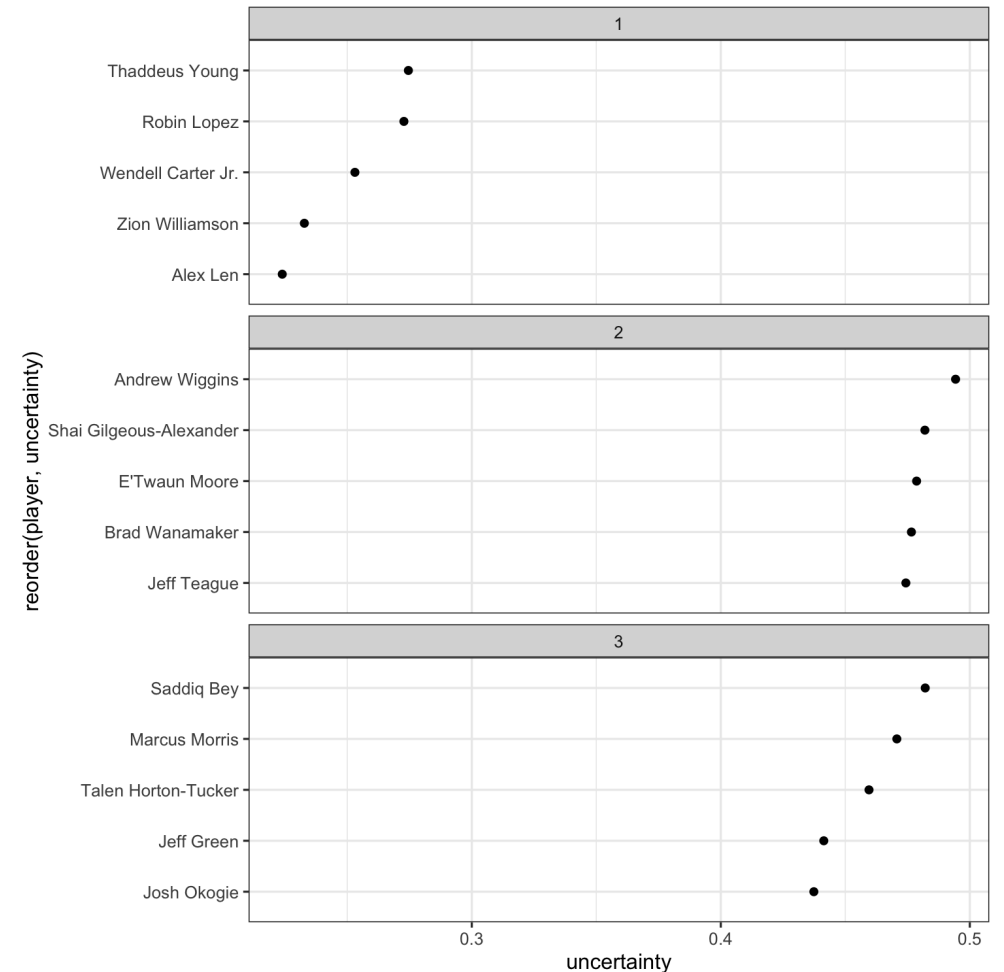 1
Thaddeus Young
Robin Lopez
Wendell Carter Jr.
Zion Williamson
Alex Len
2
Andrew Wiggins
Shai Gilgeous-Alexander
E'Twaun Moore
Brad Wanamaker
Jeff Teague
3
Saddiq Bey
Marcus Morris
Talen Horton-Tucker
Jeff Green
Josh Okogie
reorder(player, uncertainty)
0.3 0.4 0.5
uncertainty